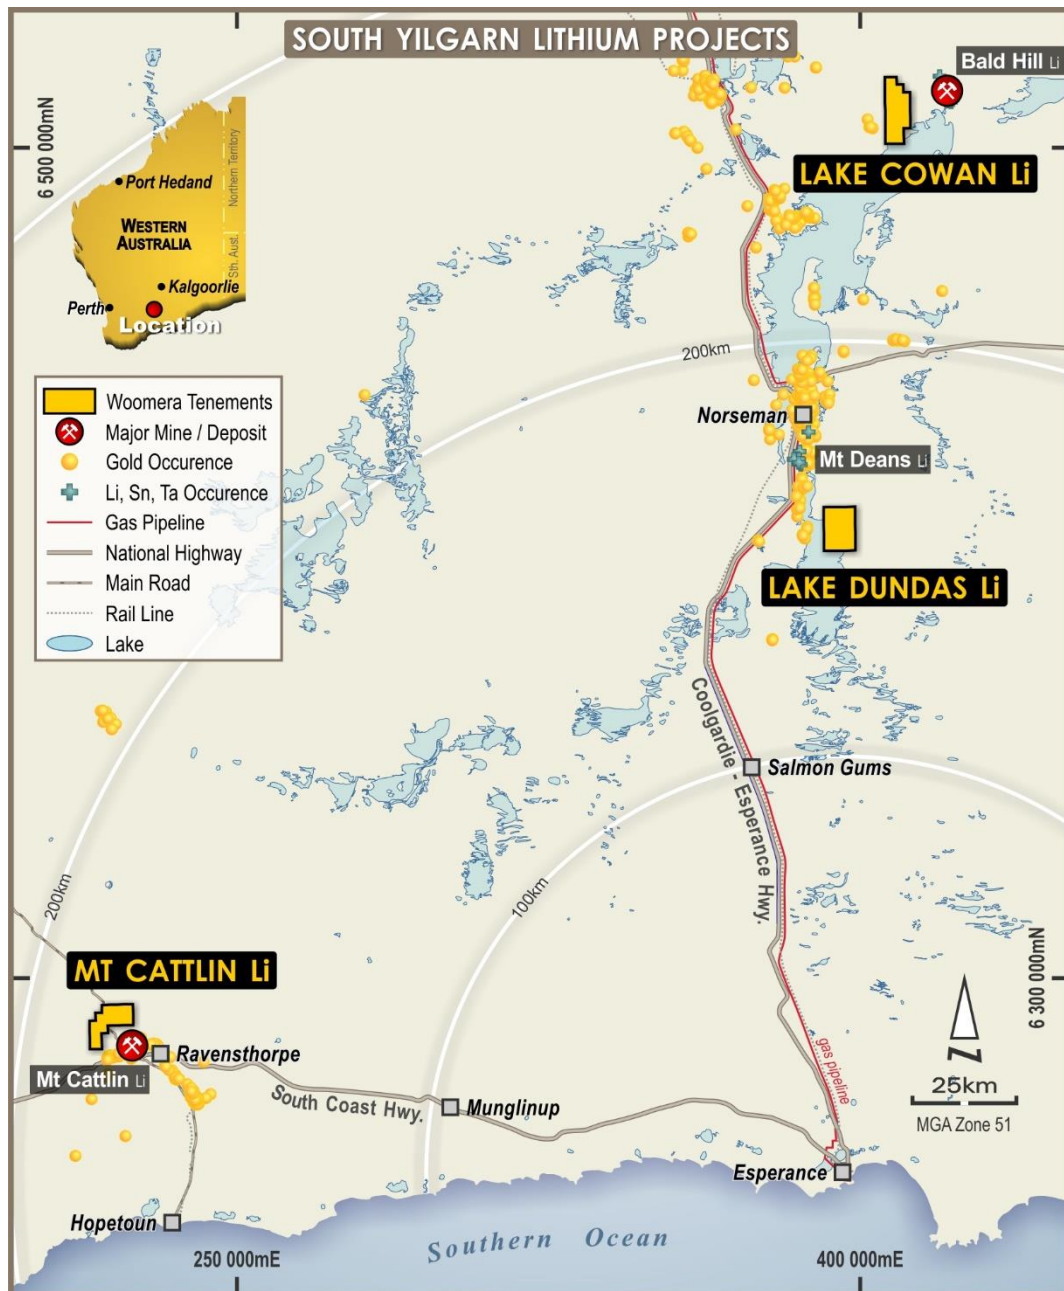 SOUTH YILGARN LITHIUM PROJECTS
Bald Hill Li
6 500 000mN
LAKE COWAN Li
Port Hedland
Northern Territory
WESTERN
AUSTRALIA
Sth. Aust.
Kalgoorlie
Perth
Location
200km
Woomera Tenements
Major Mine / Deposit
Gold Occurence
Li, Sn, Ta Occurence
Gas Pipeline
National Highway
Main Road
Rail Line
Lake
Norseman
Mt Deans Li
LAKE DUNDAS Li
Coolgardie - Esperance Hwy.
Salmon Gums
200km
100km
MT CATTLIN Li
6 300 000mN
Z
25km
MGA Zone 51
Ravensthorpe
Mt Cattlin Li
South Coast Hwy.
Munglinup
gas pipeline
Esperance
Hopetoun
Southern Ocean
250 000mE
400 000mE